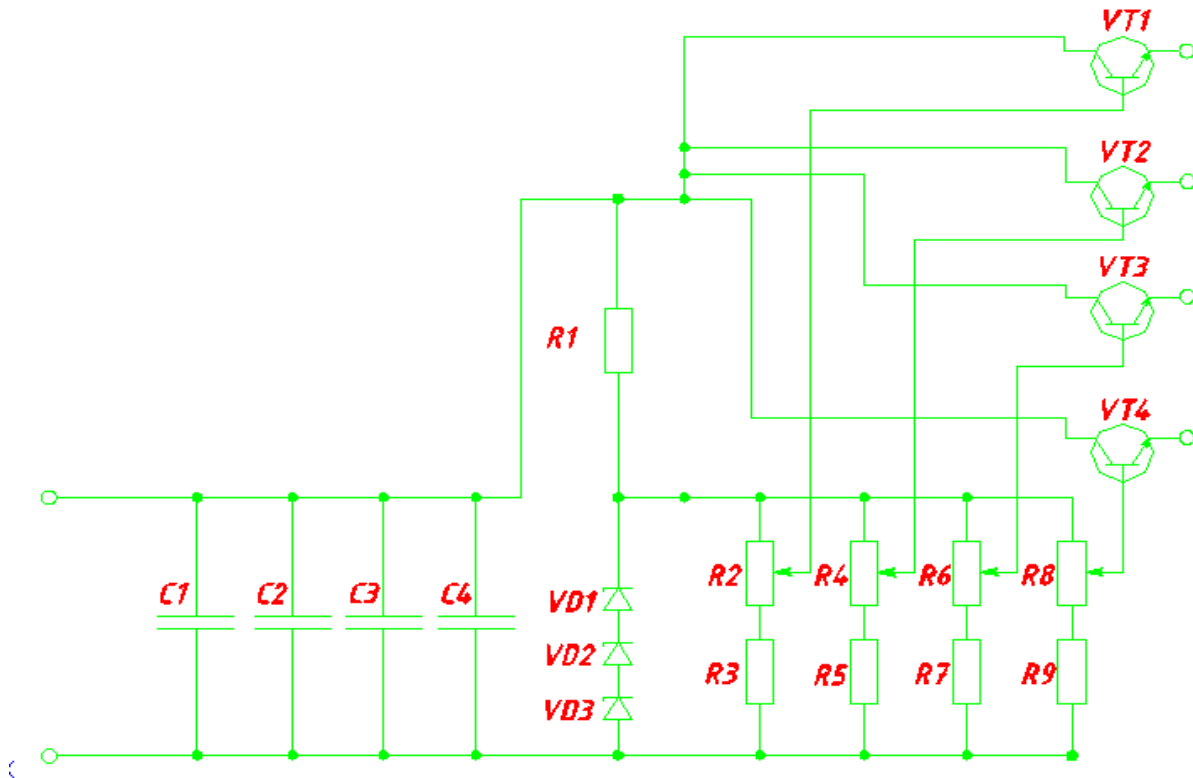 VT1
VT2
VT3
R1
VT4
C1 C2 C3 C4 VD1 R2 R4 R6 R8
VD2 R3 R5 R7 R9
VD3